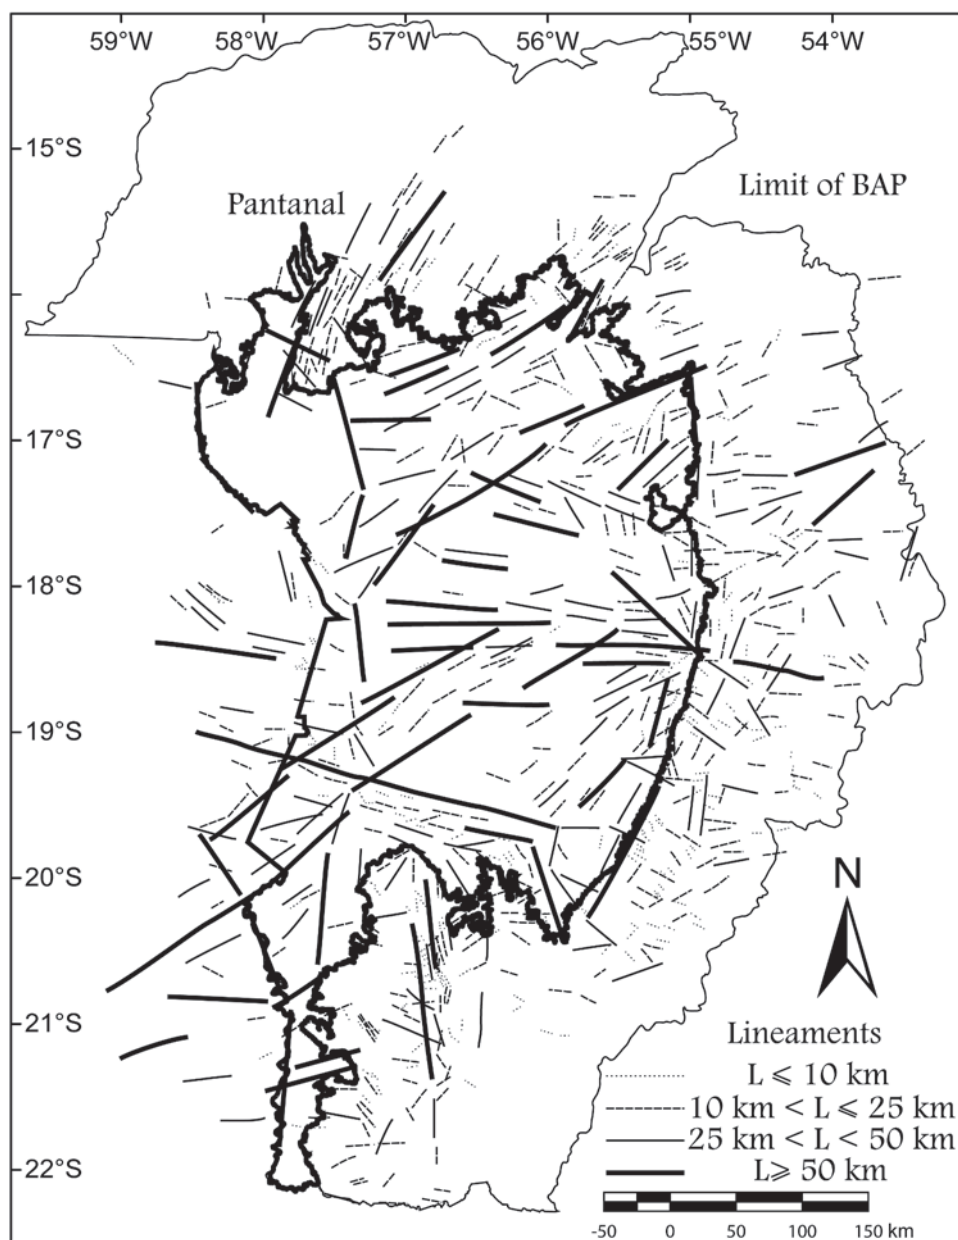 59°W 58°W 57°W 56°W 55°W 54°W
15°S
Limit of BAP
Pantanal
17°S
18°S
19°S
20°S
N
21°S
Lineaments
L ⩽ 10 km
10 km < L ⩽ 25 km
25 km < L < 50 km
L⩾ 50 km
22°S
-50 0 50 100 150 km